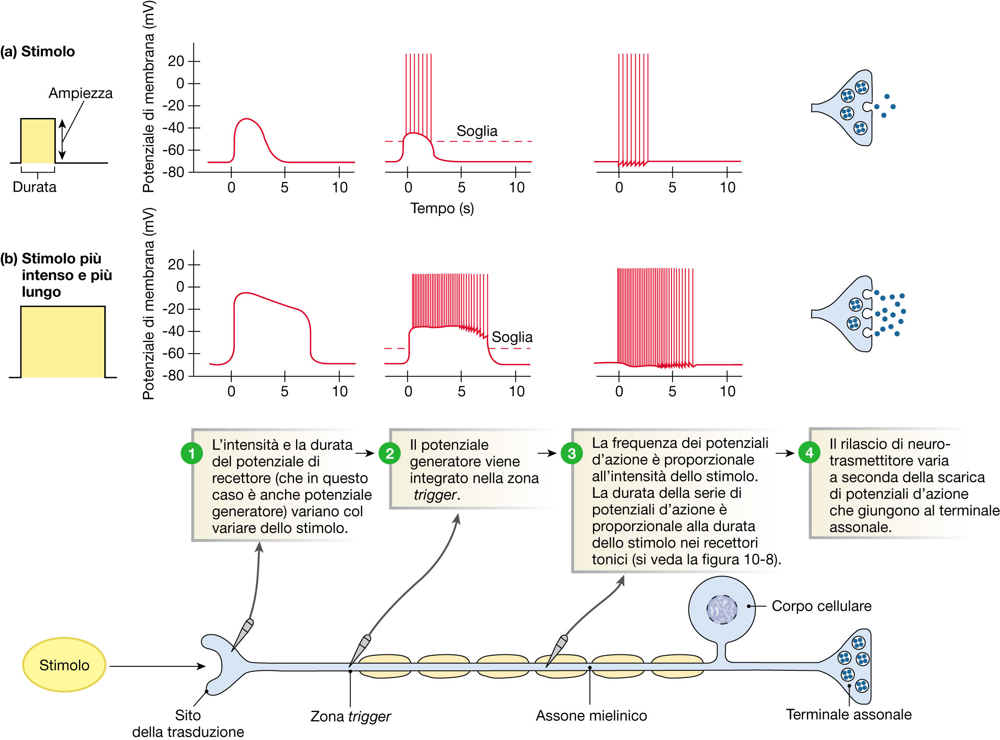 (a) Stimolo
Ampiezza
Durata
Potenziale di membrana (mV)
20
0
-20
-40
-60
-80
0 5 10
Soglia
0 5 10
Tempo (s)
0 5 10
(b) Stimolo più
intenso e più
lungo
Potenziale di membrana (mV)
20
0
-20
-40
-60
-80
0 5 10
Soglia
0 5 10
0 5 10
1
L'intensità e la durata
del potenziale di
recettore (che in questo
caso è anche potenziale
generatore) variano col
variare dello stimolo.
2
Il potenziale
generatore viene
integrato nella zona
trigger.
3
La frequenza dei potenziali
d'azione è proporzionale
all'intensità dello stimolo.
La durata della serie di
potenziali d'azione è
proporzionale alla durata
dello stimolo nei recettori
tonici (si veda la figura 10-8).
4
Il rilascio di neuro-
trasmettitore varia
a seconda della scarica
di potenziali d'azione
che giungono al terminale
assonale.
Corpo cellulare
Stimolo
Sito
della trasduzione
Zona trigger
Assone mielinico
Terminale assonale